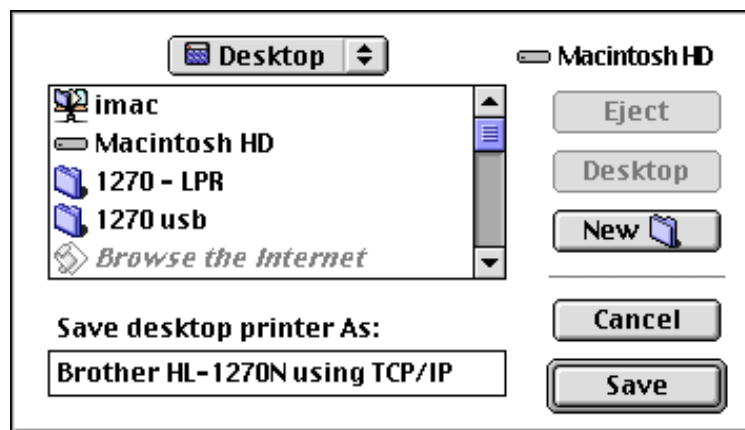 Desktop
Macintosh HD
imac
Macintosh HD
1270 - LPR
1270 usb
Browse the Internet
Eject
Desktop
New
Save desktop printer As:
Brother HL-1270N using TCP/IP
Cancel
Save